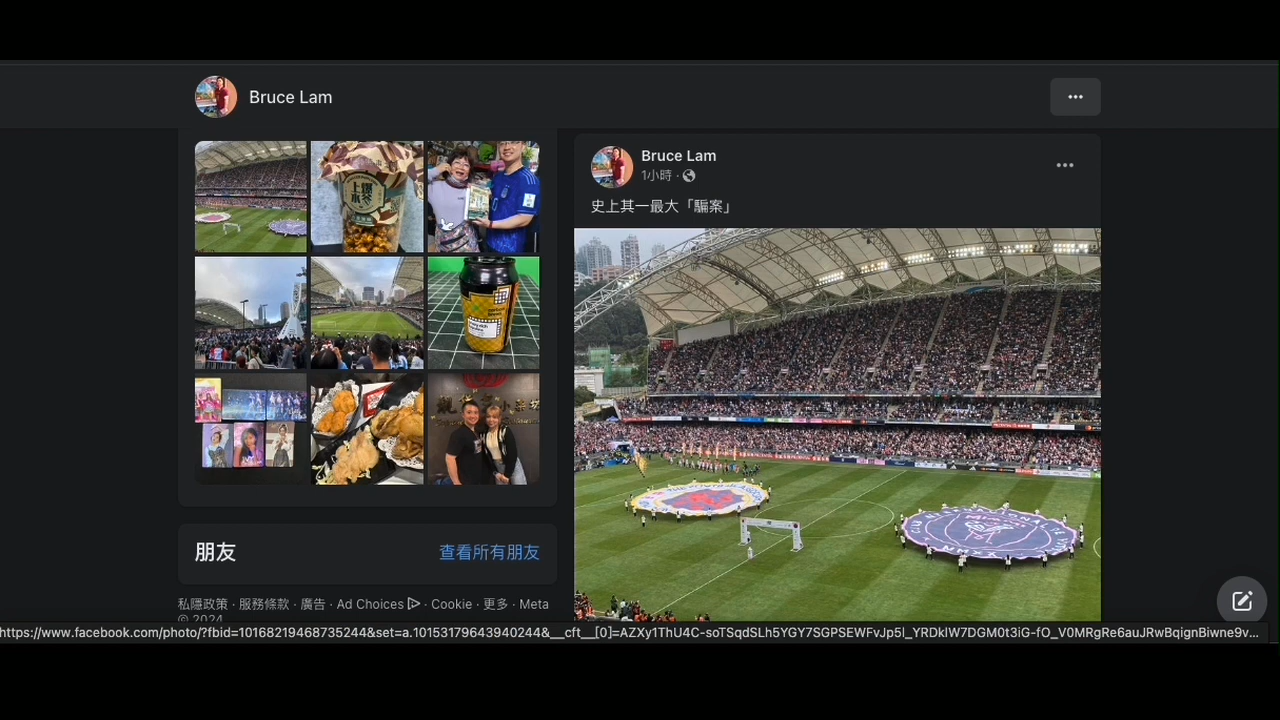 Bruce Lam
Bruce Lam
1小時 ·
史上其一最大「騙案」
朋友
查看所有朋友
私隱政策 · 服務條款 · 廣告 · Ad Choices · Cookie · 更多 · Meta
© 2024
https://www.facebook.com/photo/?fbid=10168219468735244&set=a.10153179643940244&__cft__[0]=AZXy1ThU4C-soTSqdSLh5YGY7SGPSEWFvJp5l_YRDklW7DGM0t3iG-fO_V0MRgRe6auJRwBqignBiwne9v...